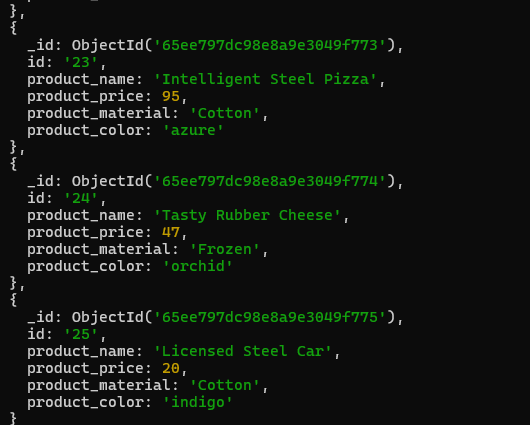 },
{
_id: ObjectId('65ee797dc98e8a9e3049f773'),
id: '23',
product_name: 'Intelligent Steel Pizza',
product_price: 95,
product_material: 'Cotton',
product_color: 'azure'
},
{
_id: ObjectId('65ee797dc98e8a9e3049f774'),
id: '24',
product_name: 'Tasty Rubber Cheese',
product_price: 47,
product_material: 'Frozen',
product_color: 'orchid'
},
{
_id: ObjectId('65ee797dc98e8a9e3049f775'),
id: '25',
product_name: 'Licensed Steel Car',
product_price: 20,
product_material: 'Cotton',
product_color: 'indigo'
}